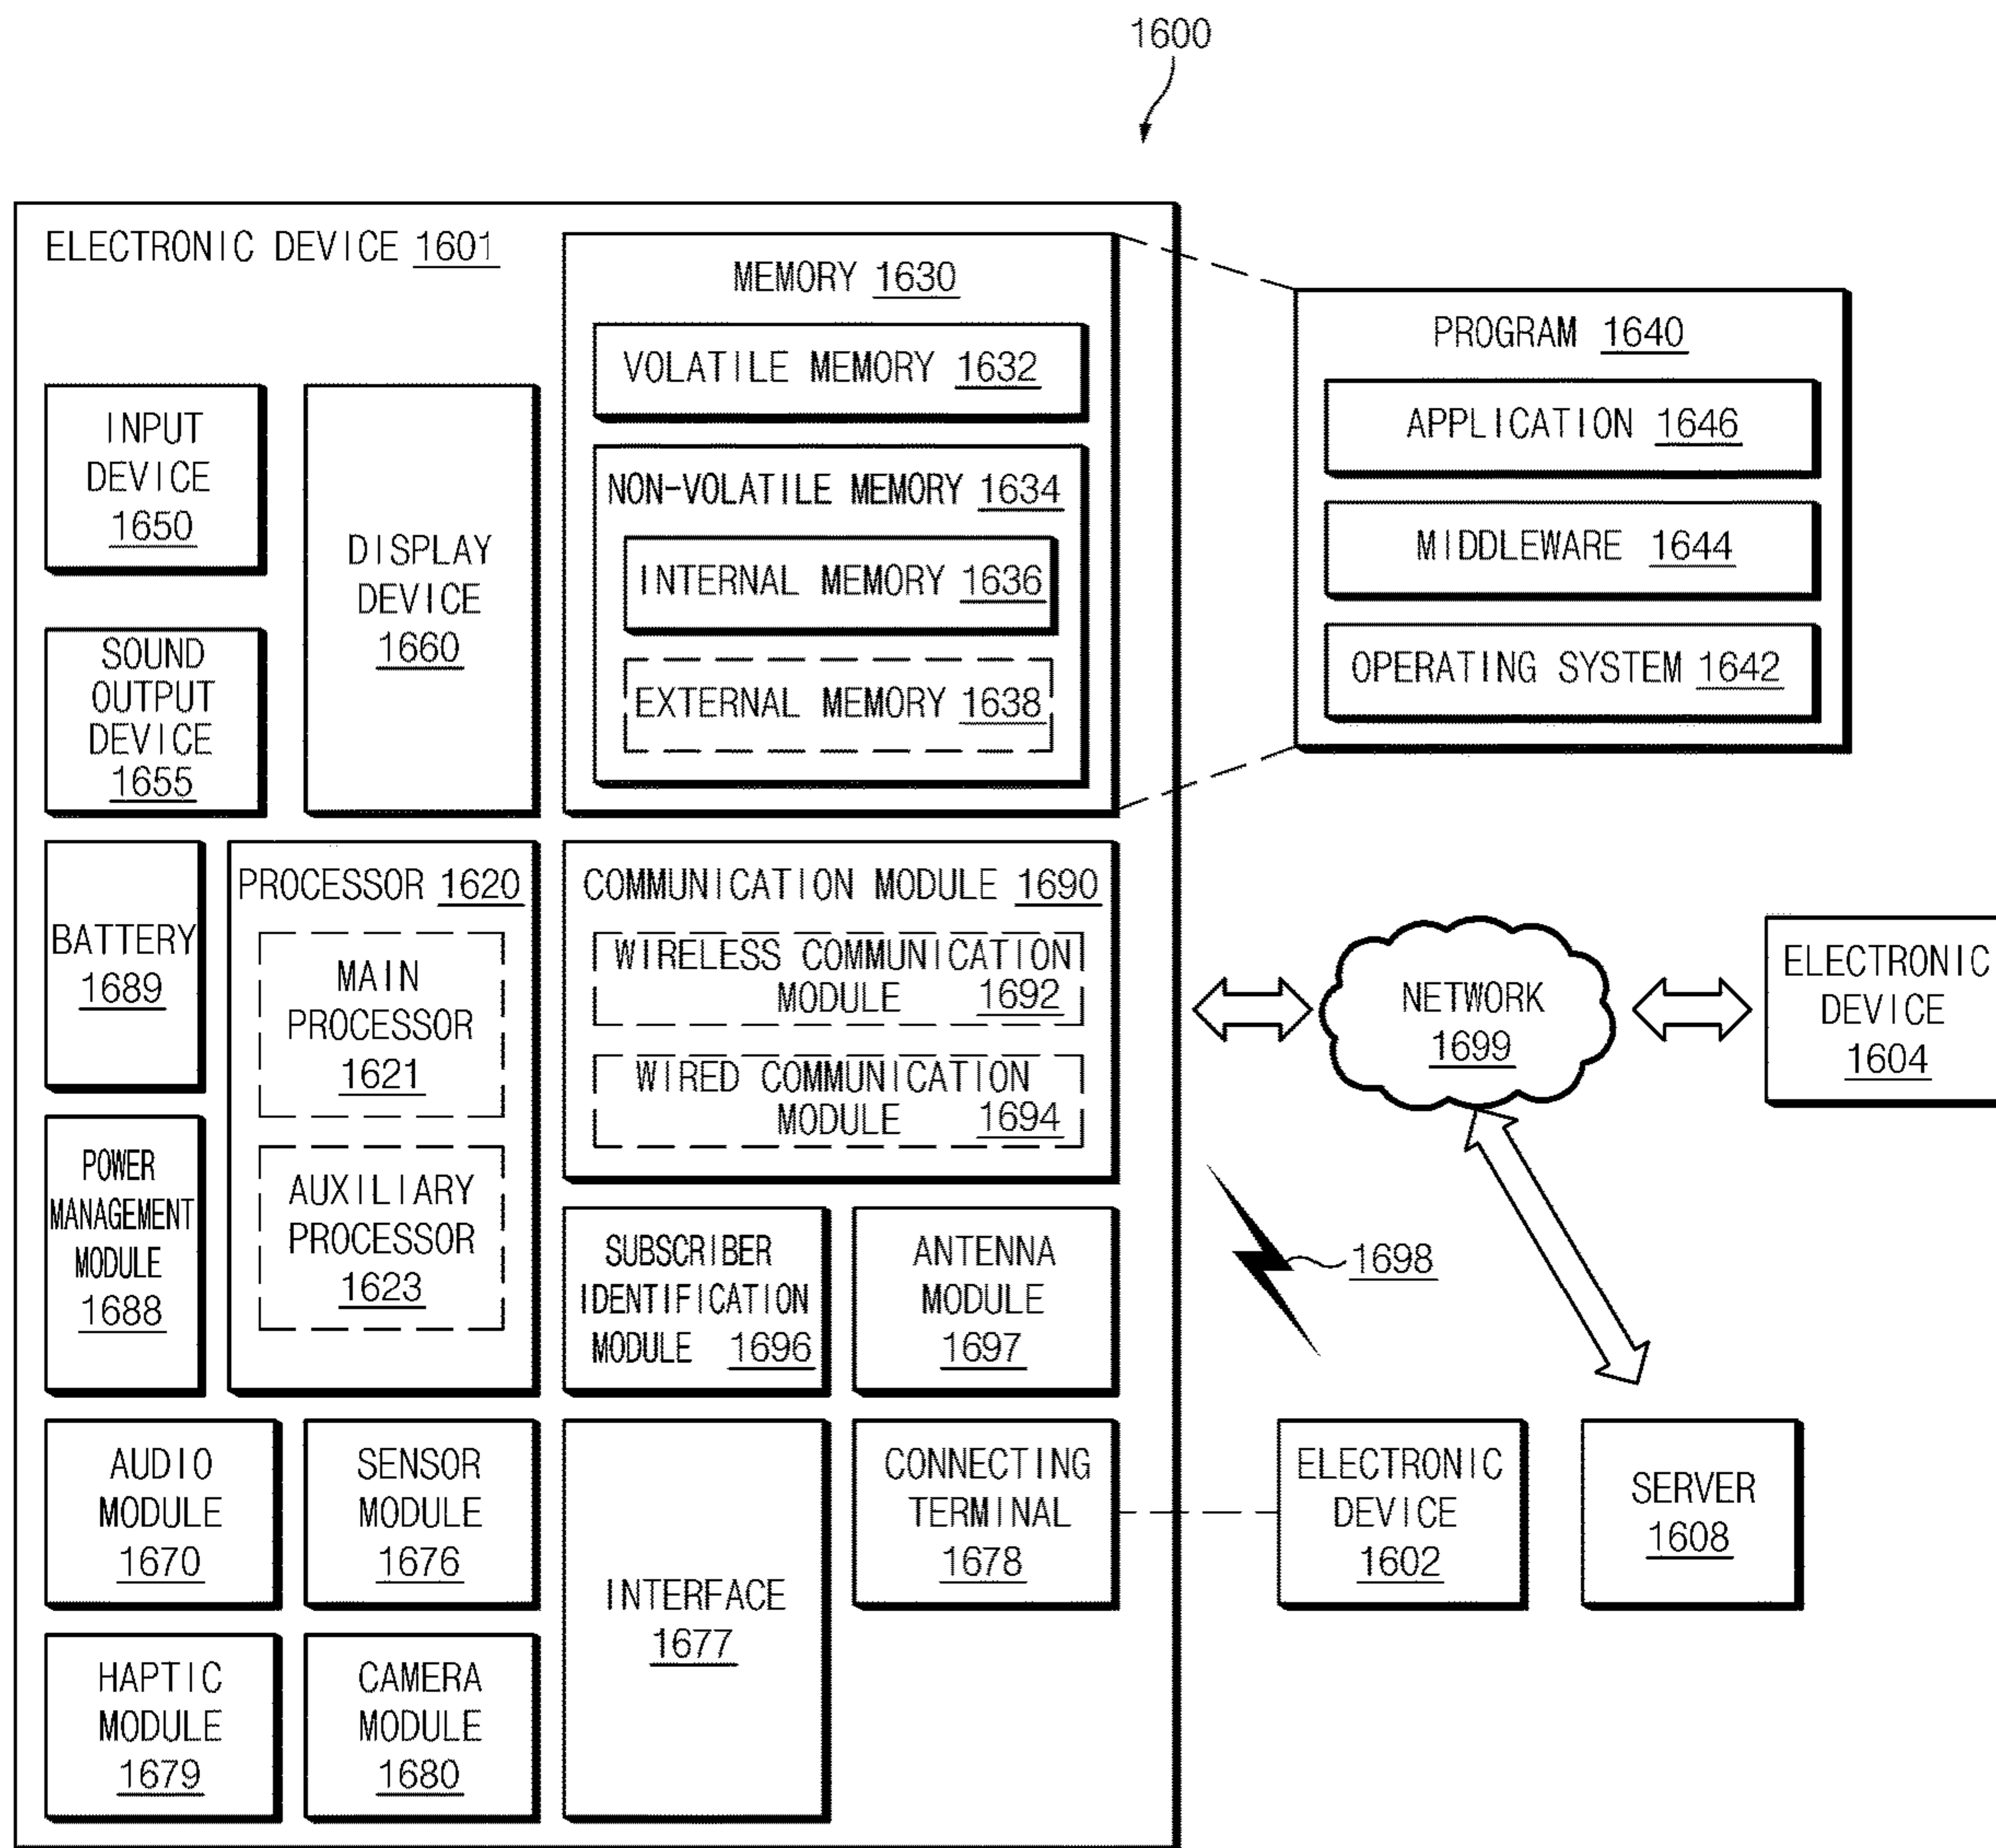 1600
ELECTRONIC DEVICE 1601
MEMORY 1630
VOLATILE MEMORY 1632
NON-VOLATILE MEMORY 1634
INTERNAL MEMORY 1636
EXTERNAL MEMORY 1638
PROGRAM 1640
APPLICATION 1646
MIDDLEWARE 1644
OPERATING SYSTEM 1642
INPUT
DEVICE
1650
SOUND
OUTPUT
DEVICE
1655
DISPLAY
DEVICE
1660
BATTERY
1689
POWER
MANAGEMENT
MODULE
1688
PROCESSOR 1620
MAIN
PROCESSOR
1621
AUXILIARY
PROCESSOR
1623
COMMUNICATION MODULE 1690
WIRELESS COMMUNICATION
MODULE 1692
WIRED COMMUNICATION
MODULE 1694
SUBSCRIBER
IDENTIFICATION
MODULE 1696
ANTENNA
MODULE
1697
NETWORK
1699
ELECTRONIC
DEVICE
1604
1698
AUDIO
MODULE
1670
SENSOR
MODULE
1676
INTERFACE
1677
CONNECTING
TERMINAL
1678
ELECTRONIC
DEVICE
1602
SERVER
1608
HAPTIC
MODULE
1679
CAMERA
MODULE
1680